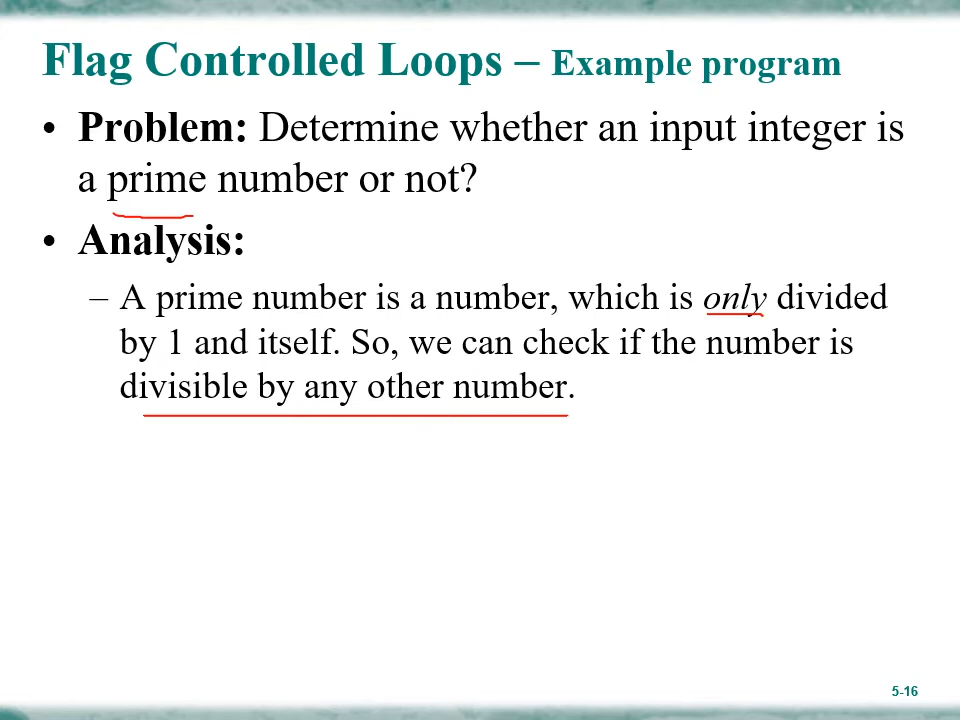 Flag Controlled Loops – Example program
• Problem: Determine whether an input integer is
a prime number or not?
• Analysis:
– A prime number is a number, which is only divided
by 1 and itself. So, we can check if the number is
divisible by any other number.
5-16